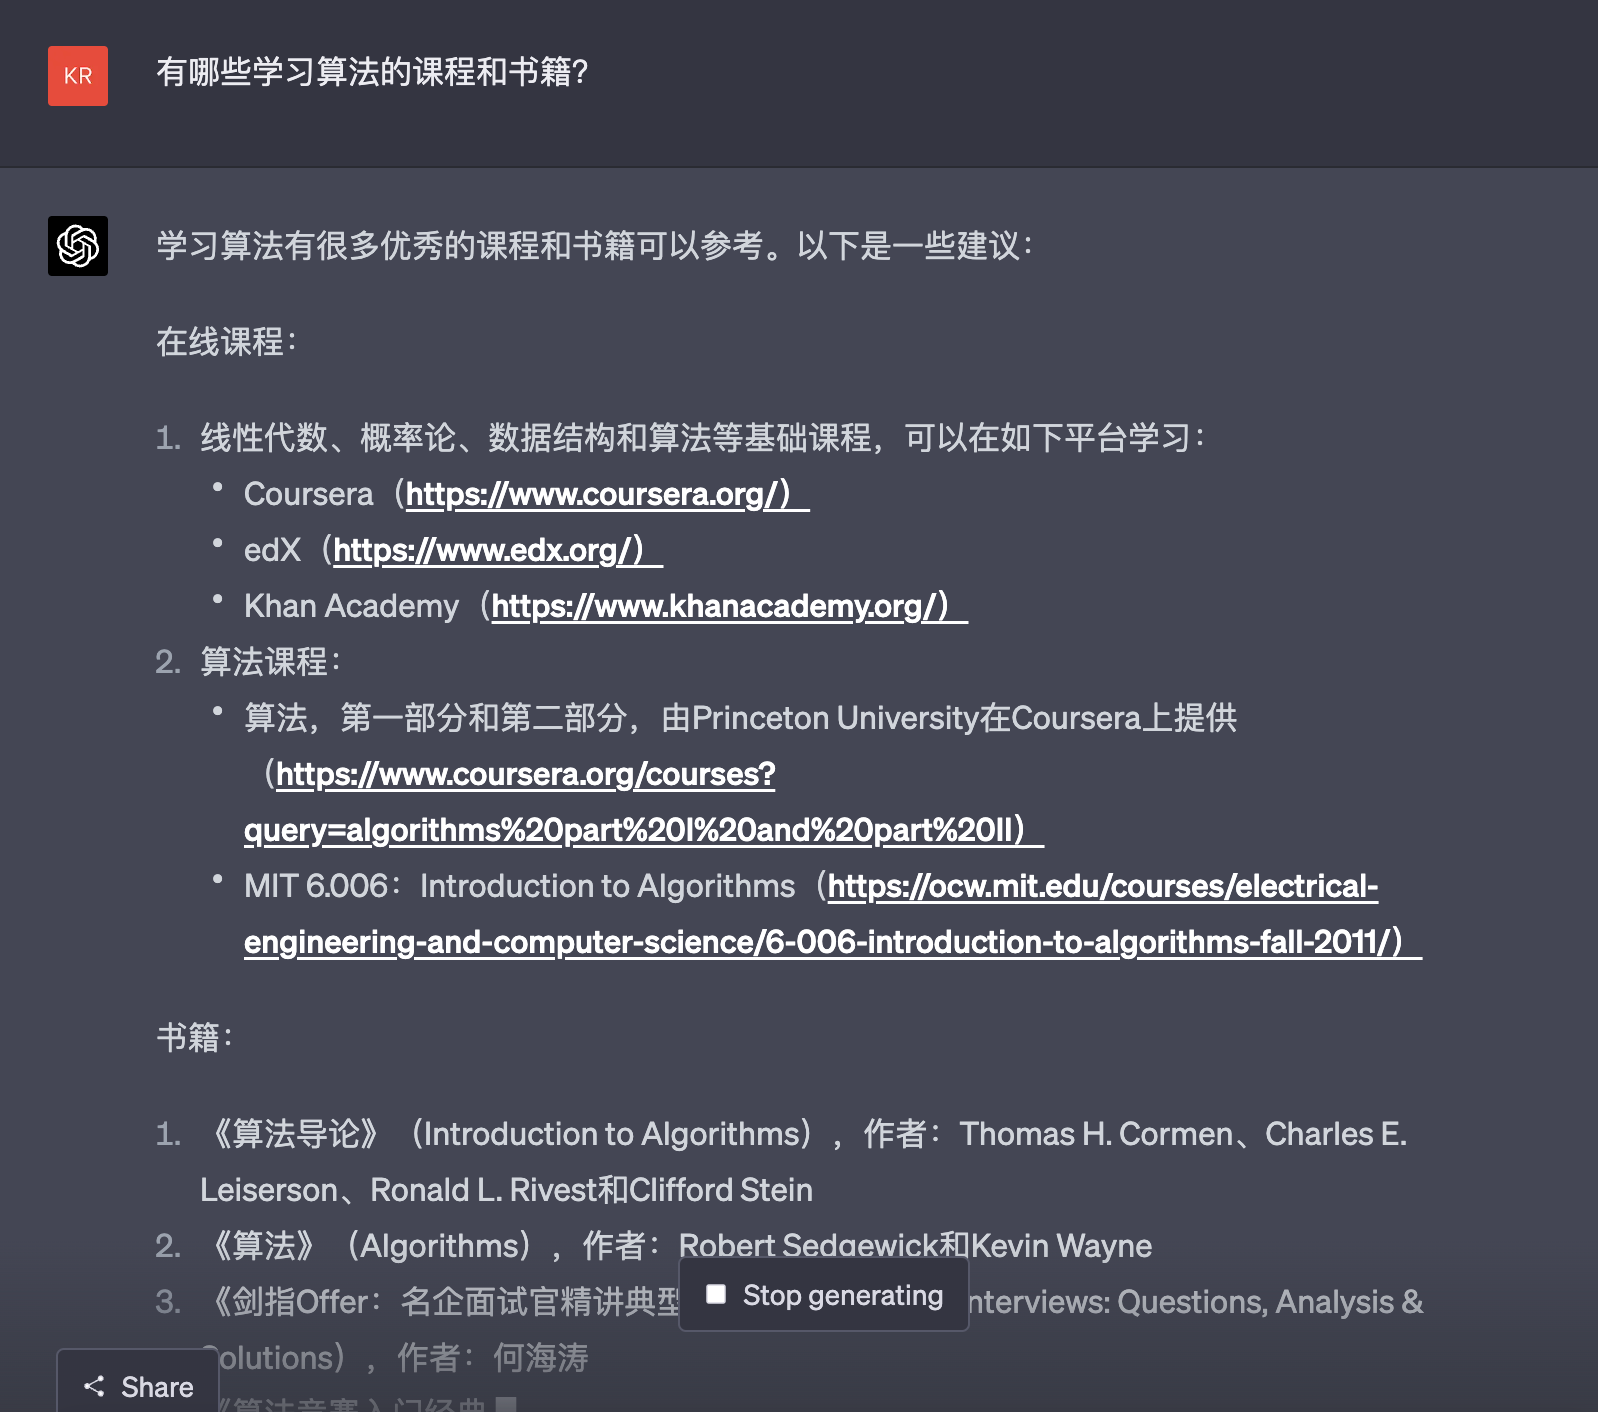 KR
有哪些学习算法的课程和书籍?
学习算法有很多优秀的课程和书籍可以参考。以下是一些建议：
在线课程：
1. 线性代数、概率论、数据结构和算法等基础课程，可以在如下平台学习：
• Coursera（https://www.coursera.org/）
• edX（https://www.edx.org/）
• Khan Academy（https://www.khanacademy.org/）
2. 算法课程：
• 算法，第一部分和第二部分，由Princeton University在Coursera上提供
（https://www.coursera.org/courses?
query=algorithms%20part%20I%20and%20part%20II）
• MIT 6.006：Introduction to Algorithms（https://ocw.mit.edu/courses/electrical-
engineering-and-computer-science/6-006-introduction-to-algorithms-fall-2011/）
书籍：
1. 《算法导论》（Introduction to Algorithms），作者：Thomas H. Cormen、Charles E.
Leiserson、Ronald L. Rivest和Clifford Stein
2. 《算法》（Algorithms），作者：Robert Sedgewick和Kevin Wayne
3. 《剑指Offer：名企面试官精讲典型 nterviews: Questions, Analysis &
Stop generating
olutions），作者：何海涛
Share
《算法竞赛入门经典